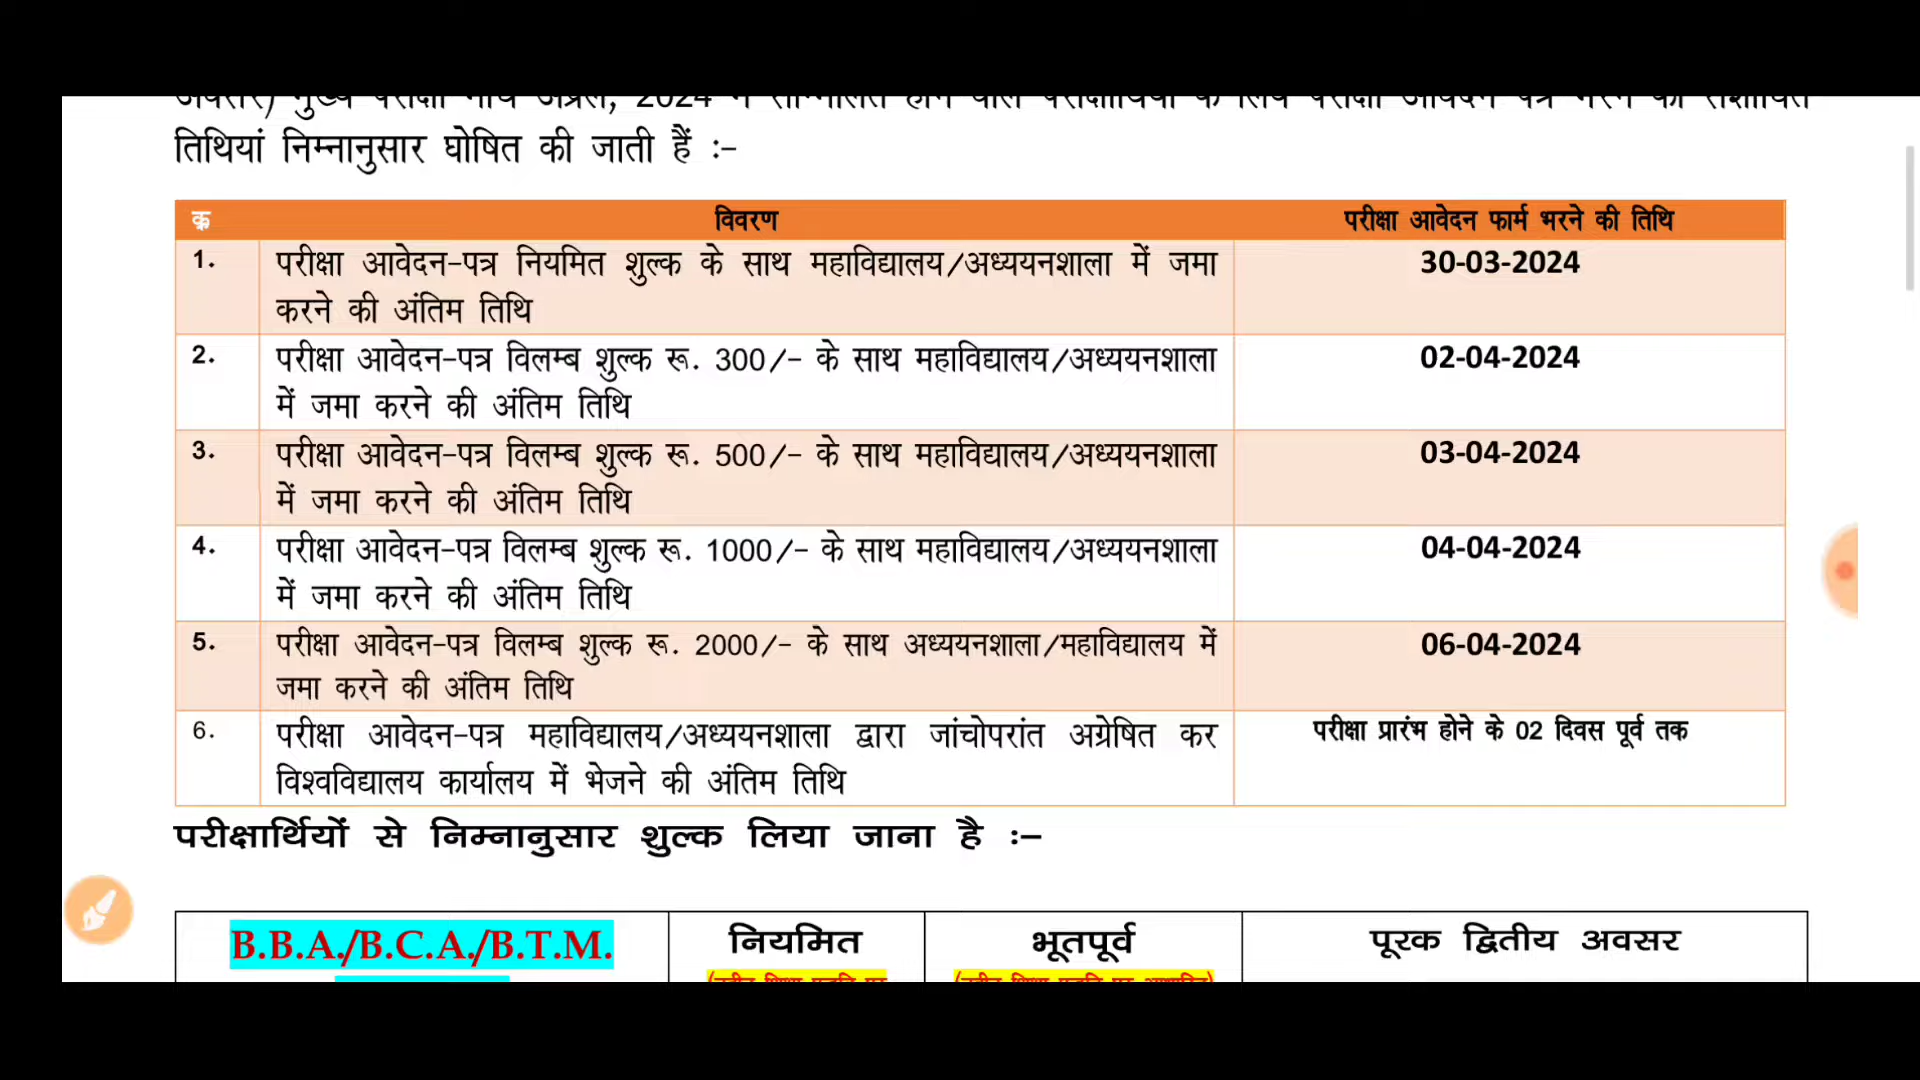 मुख्य परीक्षा 2024
तिथियां निम्नानुसार घोषित की जाती हैं :-
क्र विवरण परीक्षा आवेदन फार्म भरने की तिथि
1. परीक्षा आवेदन-पत्र नियमित शुल्क के साथ महाविद्यालय/अध्ययनशाला में जमा 30-03-2024
करने की अंतिम तिथि
2. परीक्षा आवेदन-पत्र विलम्ब शुल्क रू. 300/- के साथ महाविद्यालय/अध्ययनशाला 02-04-2024
में जमा करने की अंतिम तिथि
3. परीक्षा आवेदन-पत्र विलम्ब शुल्क रू. 500/- के साथ महाविद्यालय/अध्ययनशाला 03-04-2024
में जमा करने की अंतिम तिथि
4. परीक्षा आवेदन-पत्र विलम्ब शुल्क रू. 1000/- के साथ महाविद्यालय/अध्ययनशाला 04-04-2024
में जमा करने की अंतिम तिथि
5. परीक्षा आवेदन-पत्र विलम्ब शुल्क रू. 2000/- के साथ अध्ययनशाला/महाविद्यालय में 06-04-2024
जमा करने की अंतिम तिथि
6. परीक्षा आवेदन-पत्र महाविद्यालय/अध्ययनशाला द्वारा जांचोपरांत अग्रेषित कर परीक्षा प्रारंभ होने के 02 दिवस पूर्व तक
विश्वविद्यालय कार्यालय में भेजने की अंतिम तिथि
परीक्षार्थियों से निम्नानुसार शुल्क लिया जाना है :–
B.B.A./B.C.A./B.T.M. नियमित भूतपूर्व पूरक द्वितीय अवसर